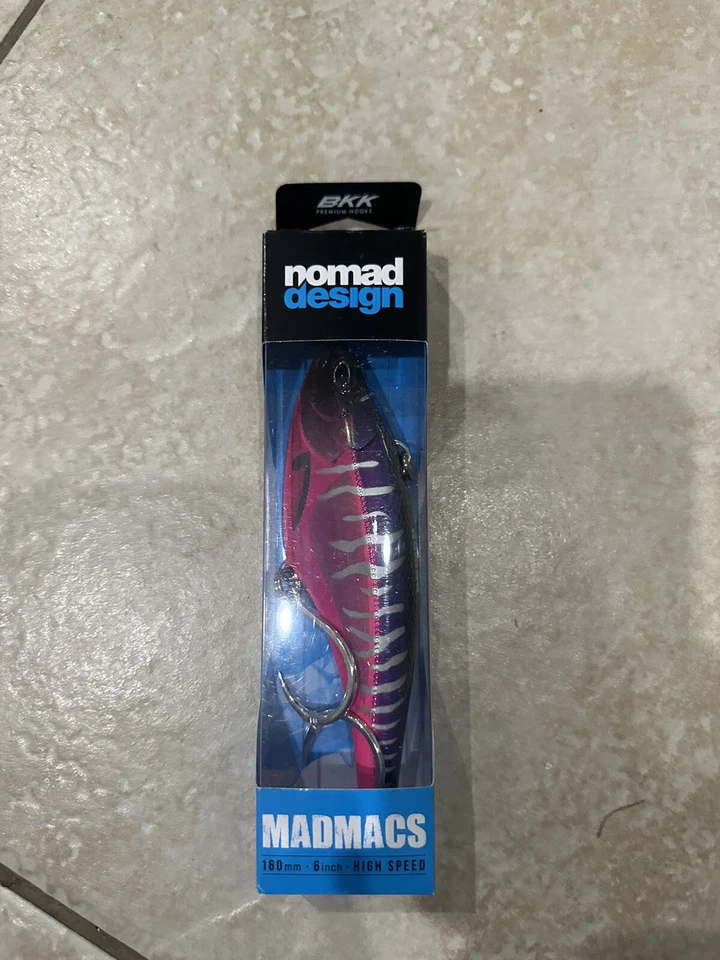 BKK
PREMIUM HOOKS
nomad
design
MADMACS
160mm · 6inch · HIGH SPEED